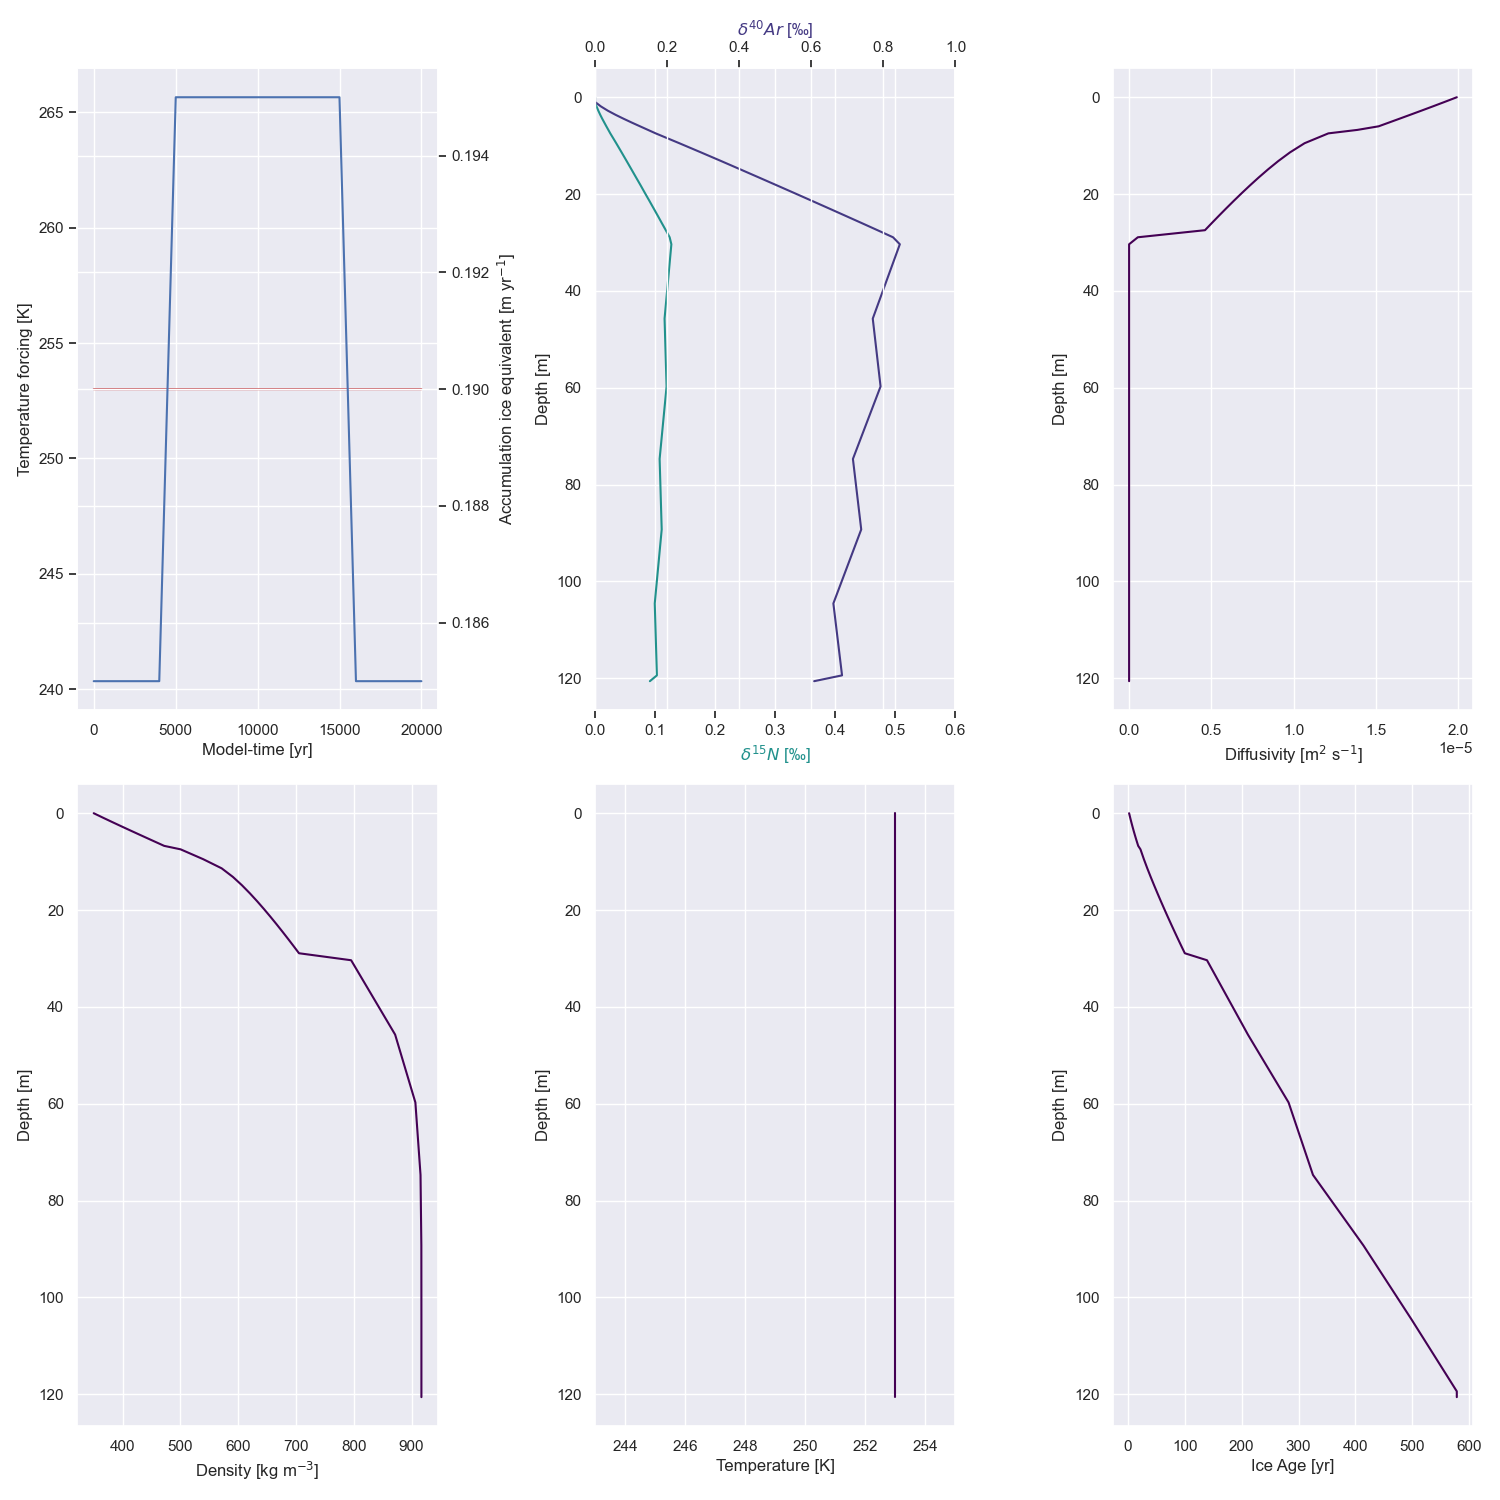 δ⁴⁰Ar [‰]
0.0 0.2 0.4 0.6 0.8 1.0
265
260
255
250
245
240
Temperature forcing [K]
0 5000 10000 15000 20000
Model-time [yr]
0.194
0.192
0.190
0.188
0.186
Accumulation ice equivalent [m yr⁻¹]
0
20
40
60
80
100
120
Depth [m]
0.0 0.1 0.2 0.3 0.4 0.5 0.6
δ¹⁵N [‰]
0
20
40
60
80
100
120
Depth [m]
0.0 0.5 1.0 1.5 2.0
1e−5
Diffusivity [m² s⁻¹]
0
20
40
60
80
100
120
Depth [m]
400 500 600 700 800 900
Density [kg m⁻³]
0
20
40
60
80
100
120
Depth [m]
244 246 248 250 252 254
Temperature [K]
0
20
40
60
80
100
120
Depth [m]
0 100 200 300 400 500 600
Ice Age [yr]